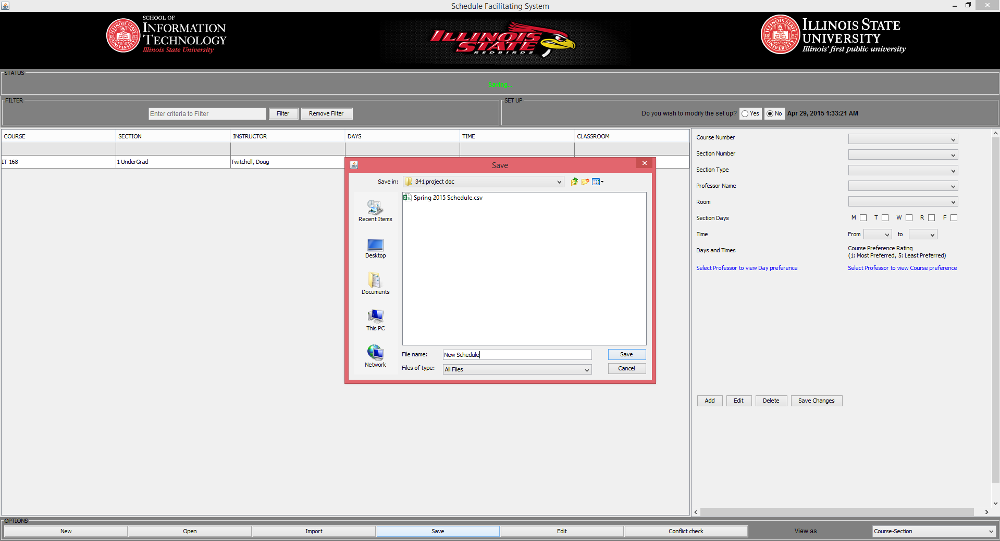 Schedule Facilitating System
SCHOOL OF
INFORMATION
TECHNOLOGY
Illinois State University
ILLINOIS
STATE
REDBIRDS
18 57
ILLINOIS STATE
UNIVERSITY
Illinois' first public university
STATUS
Saving...
FILTER
Enter criteria to Filter
Filter
Remove Filter
SET UP
Do you wish to modify the set up?
Yes
No
Apr 29, 2015 1:33:21 AM
COURSE
SECTION
INSTRUCTOR
DAYS
TIME
CLASSROOM
IT 168
1 UnderGrad
Twitchell, Doug
Save
Save in:
341 project doc
Spring 2015 Schedule.csv
Recent Items
Desktop
Documents
This PC
Network
File name:
New Schedule
Save
Files of type:
All Files
Cancel
Course Number
Section Number
Section Type
Professor Name
Room
Section Days
M T W R F
Time
From
to
Days and Times
Course Preference Rating
(1: Most Preferred, 5: Least Preferred)
Select Professor to view Day preference
Select Professor to view Course preference
Add
Edit
Delete
Save Changes
OPTIONS
New
Open
Import
Save
Edit
Conflict check
View as
Course-Section